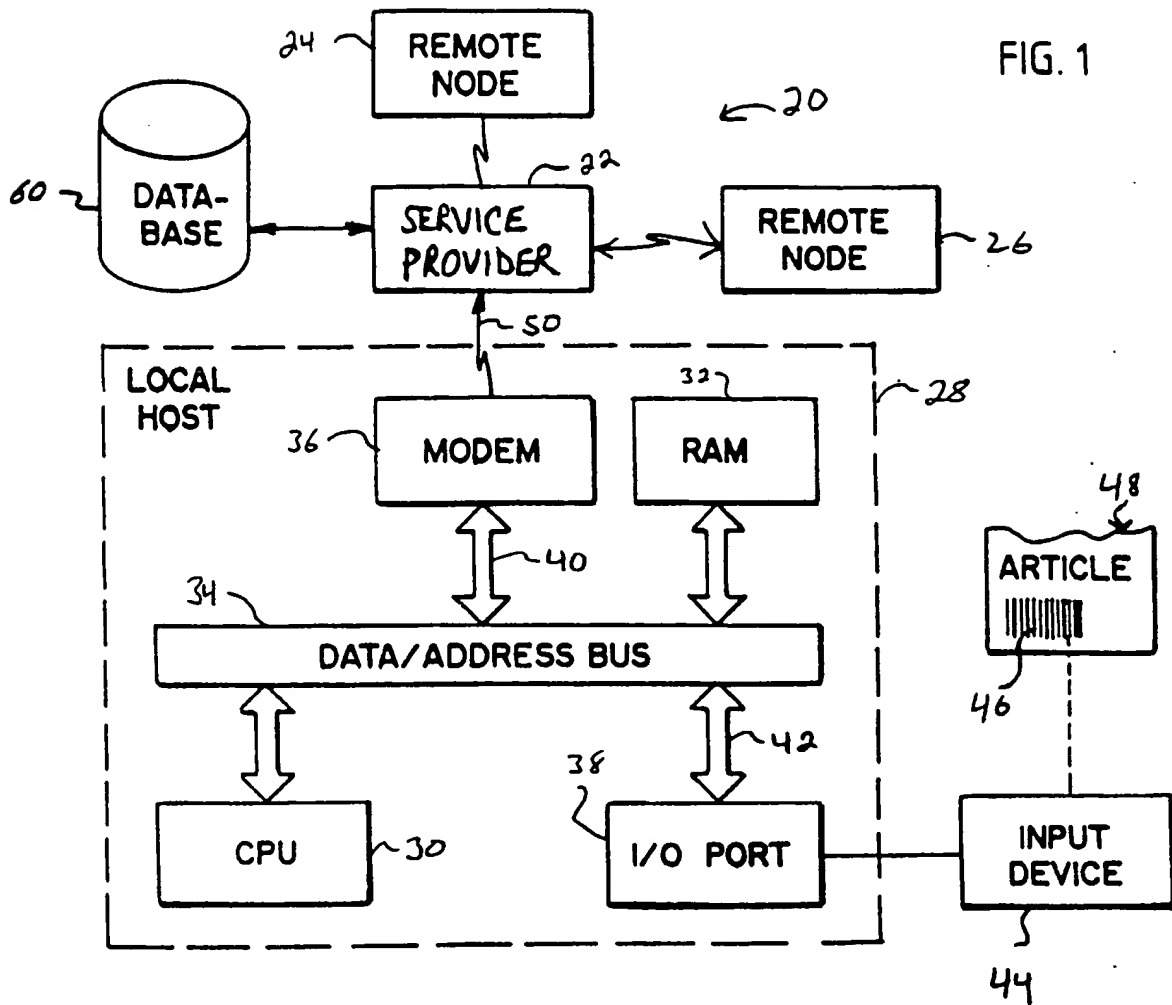 24
REMOTE
NODE
FIG. 1
20
60
DATA-
BASE
22
SERVICE
PROVIDER
REMOTE
NODE
26
50
LOCAL
HOST
28
36
MODEM
32
RAM
40
48
ARTICLE
46
34
DATA/ADDRESS BUS
42
38
CPU
30
I/O PORT
INPUT
DEVICE
44